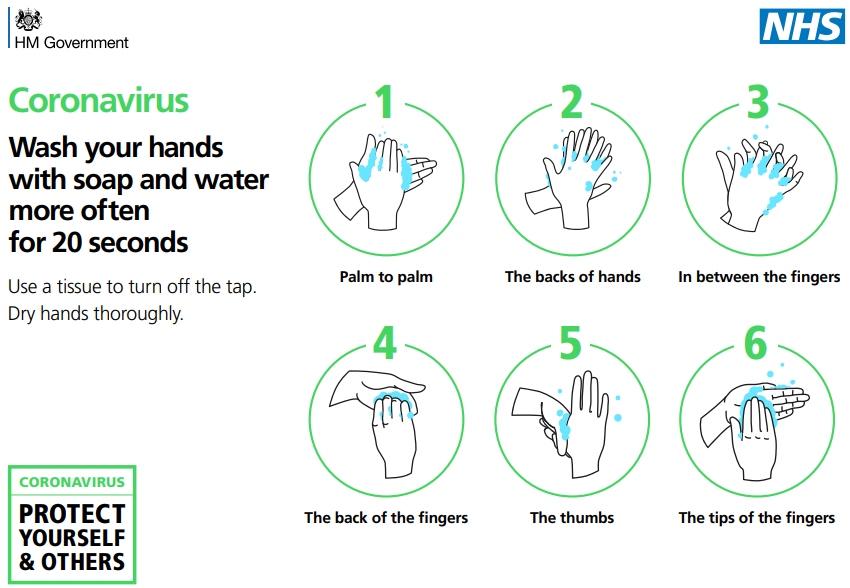 HM Government
NHS
Coronavirus
Wash your hands
with soap and water
more often
for 20 seconds
Use a tissue to turn off the tap.
Dry hands thoroughly.
1
Palm to palm
2
The backs of hands
3
In between the fingers
4
The back of the fingers
5
The thumbs
6
The tips of the fingers
CORONAVIRUS
PROTECT
YOURSELF
& OTHERS